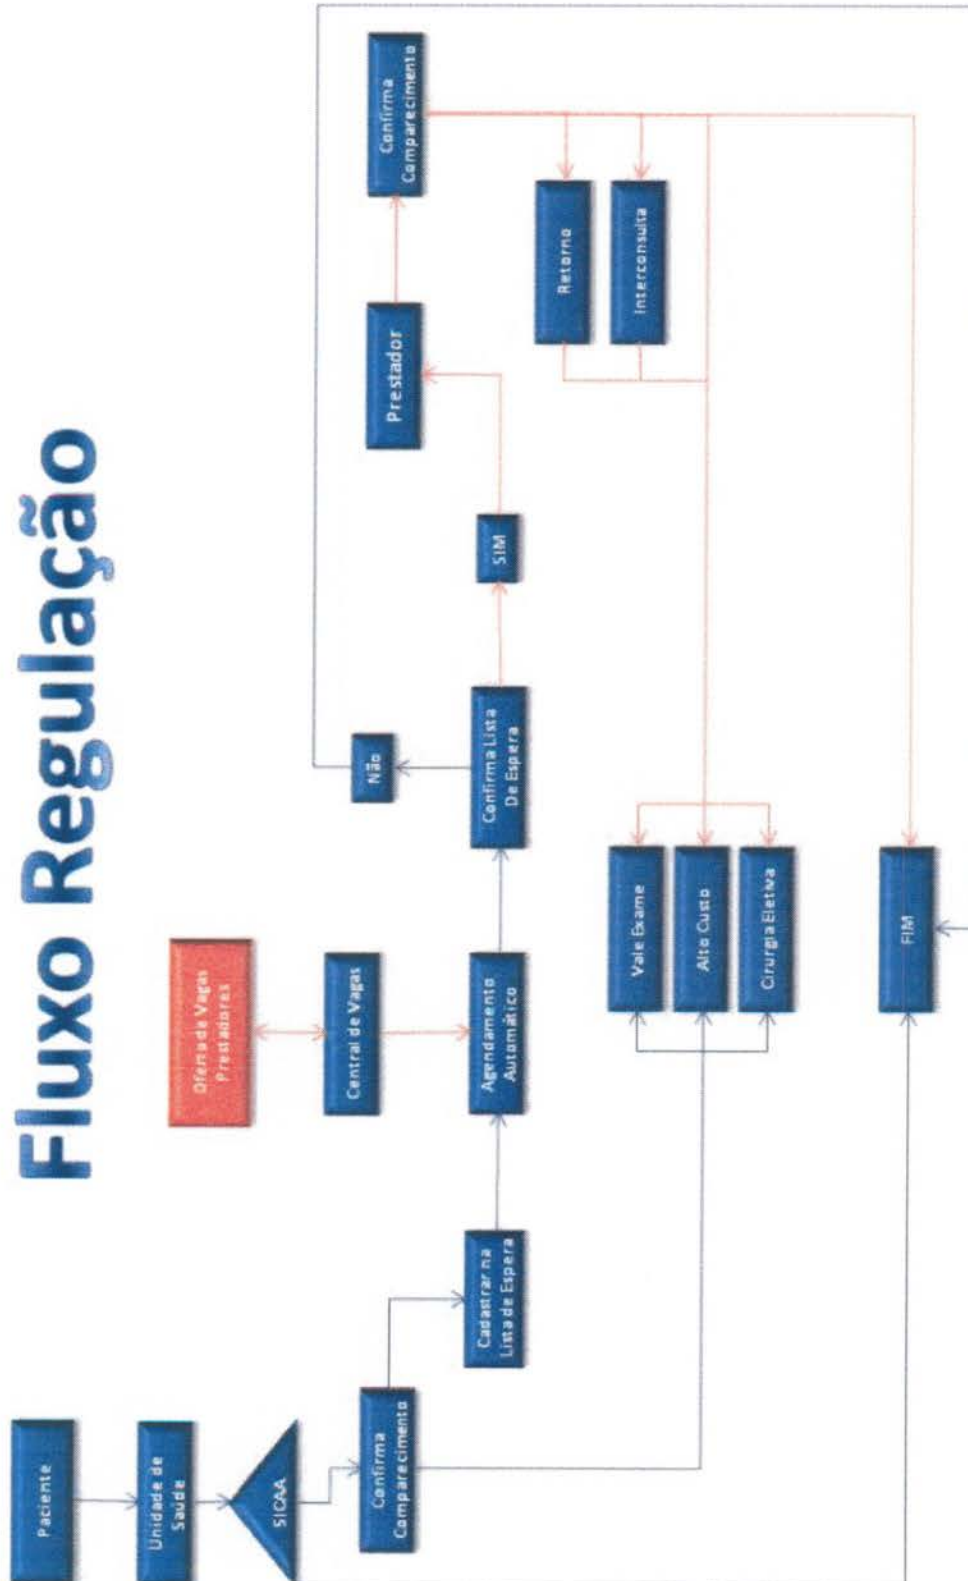 Fluxo Regulação
Paciente
Unidade de
Saúde
SICAA
Confirma
Comparecimento
Cadastrar na
Lista de Espera
Oferta de Vagas
Prestadores
Central de Vagas
Agendamento
Automático
Confirma Lista
De Espera
Não
SIM
Prestador
Confirma
Comparecimento
Retorno
Interconsulta
Vale Exame
Alto Custo
Cirurgia Eletiva
FIM